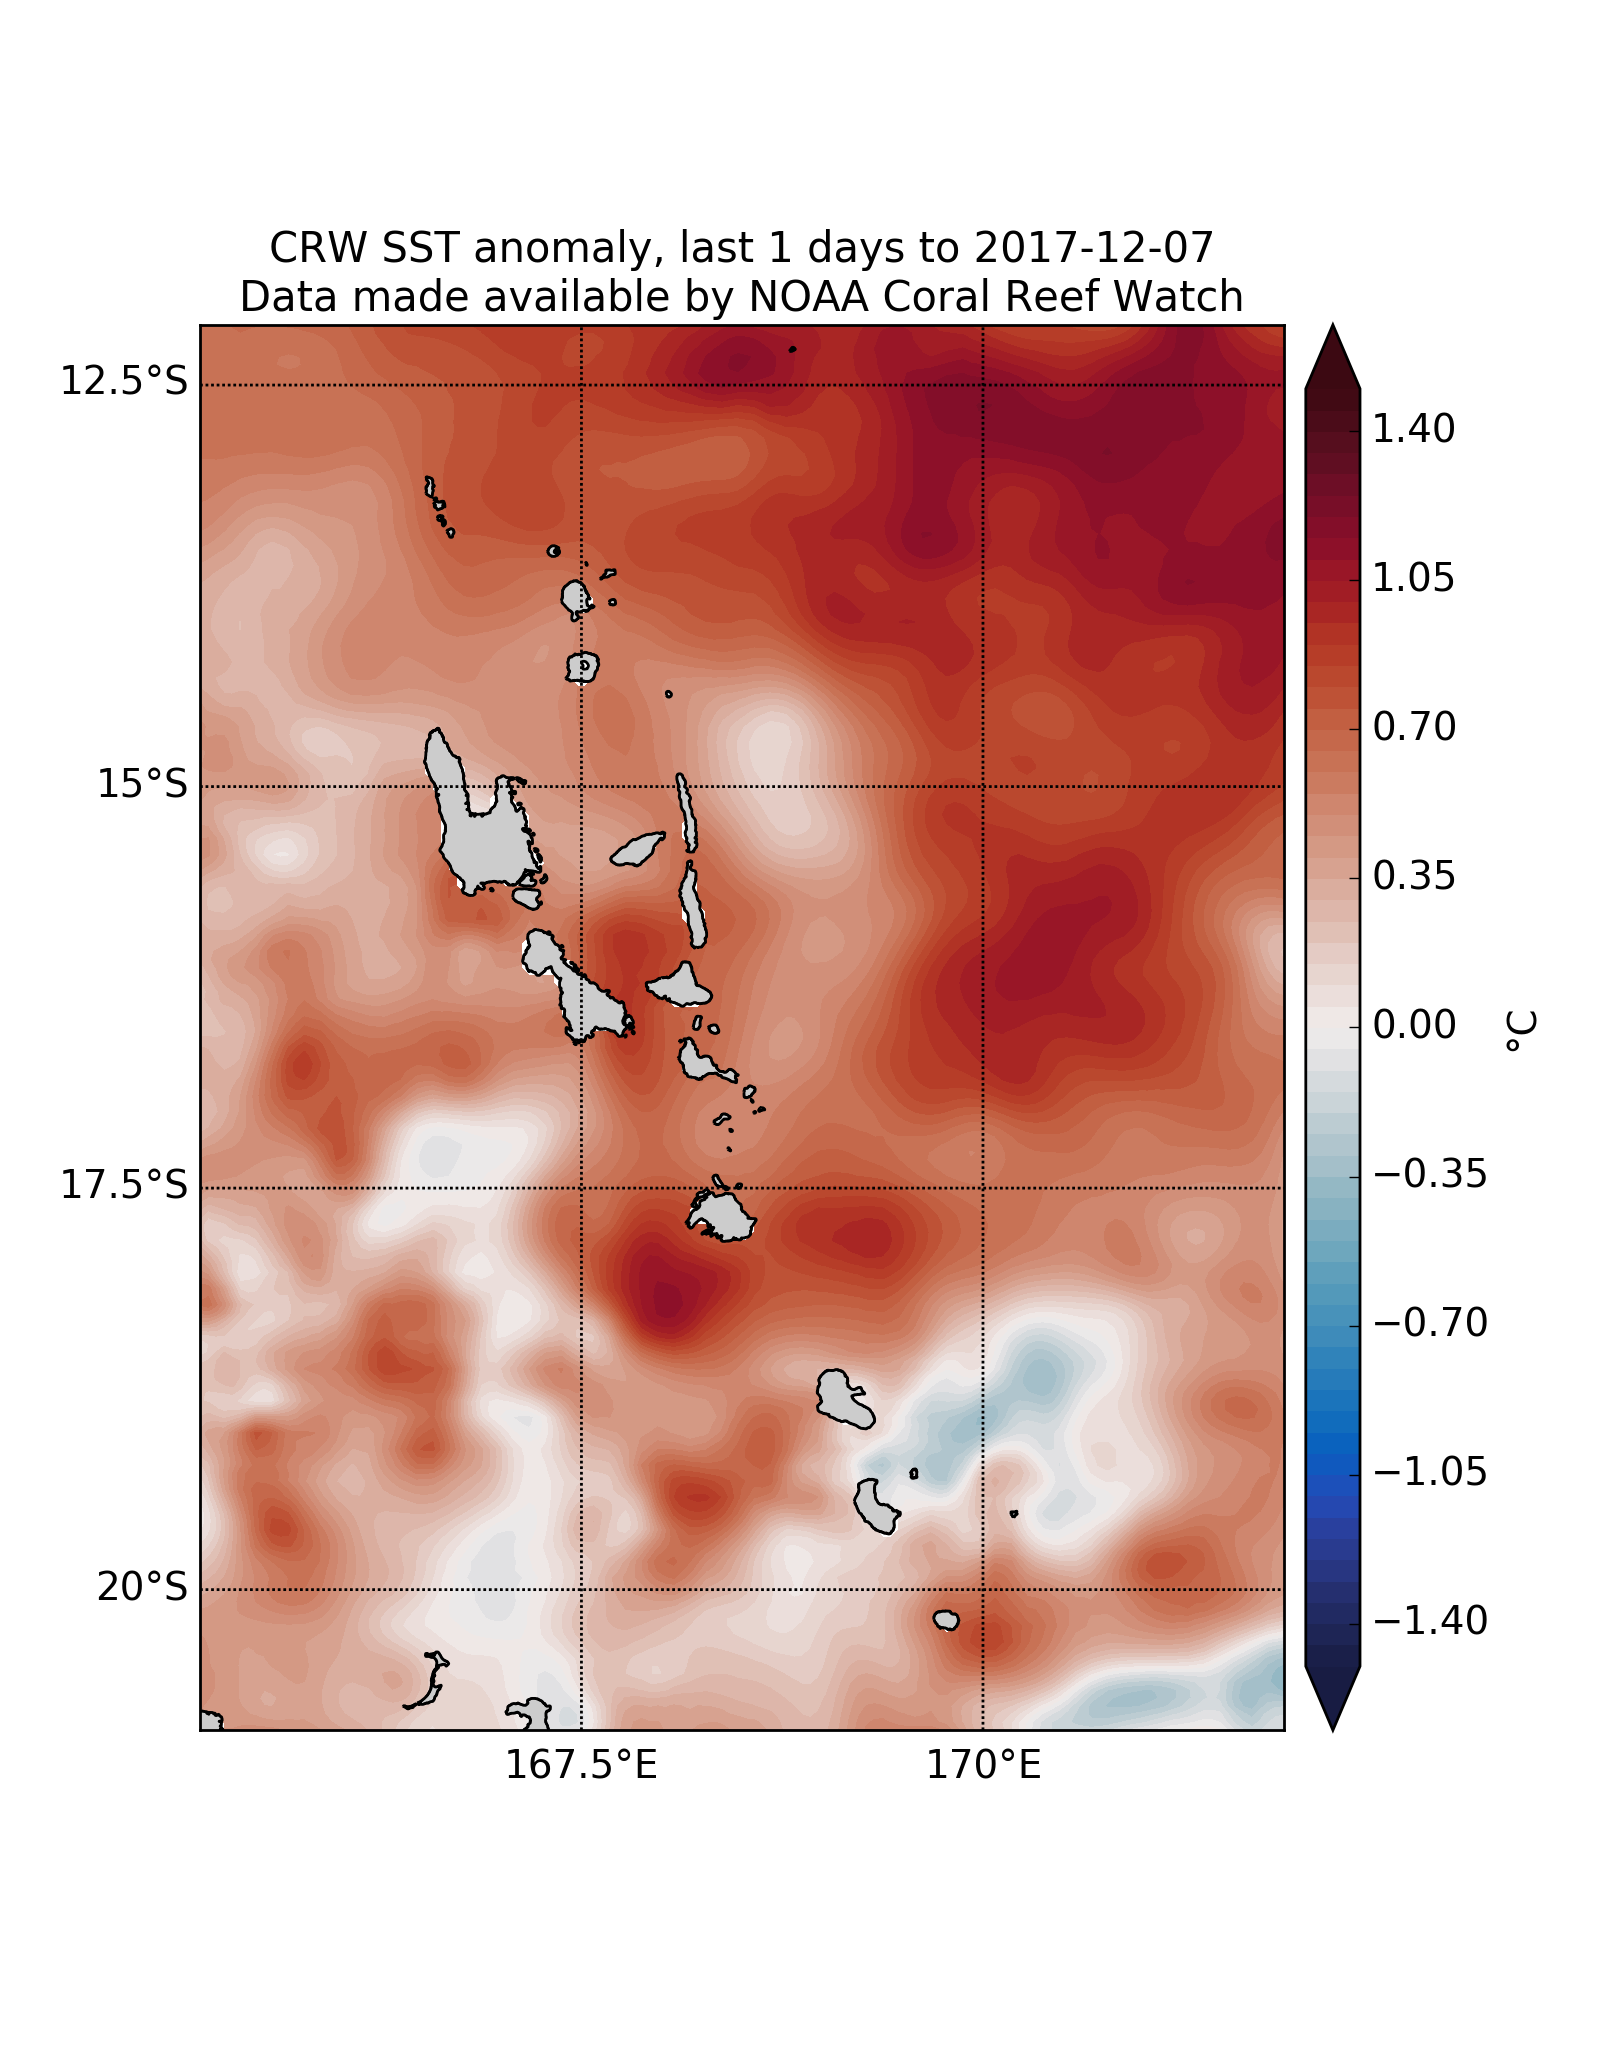 CRW SST anomaly, last 1 days to 2017-12-07
Data made available by NOAA Coral Reef Watch
12.5°S
15°S
17.5°S
20°S
167.5°E
170°E
1.40
1.05
0.70
0.35
0.00
−0.35
−0.70
−1.05
−1.40
°C